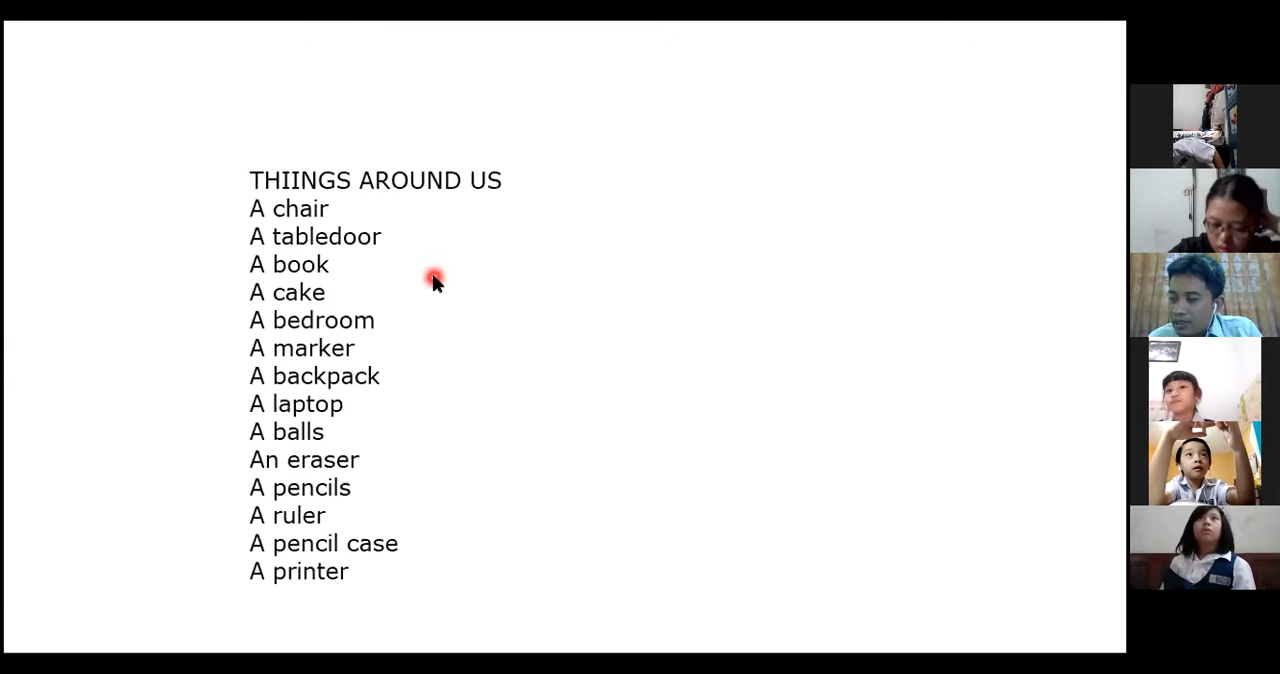 THIINGS AROUND US
A chair
A tabledoor
A book
A cake
A bedroom
A marker
A backpack
A laptop
A balls
An eraser
A pencils
A ruler
A pencil case
A printer